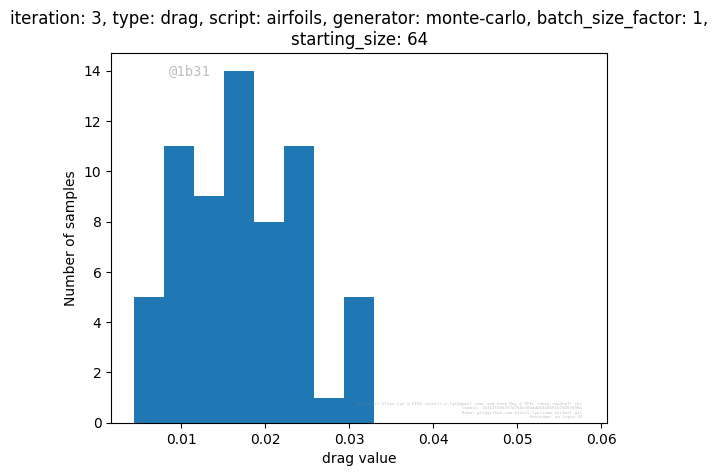 iteration: 3, type: drag, script: airfoils, generator: monte-carlo, batch_size_factor: 1,
starting_size: 64
@1b31
14
12
10
8
6
4
2
0
Number of samples
0.01 0.02 0.03 0.04 0.05 0.06
drag value